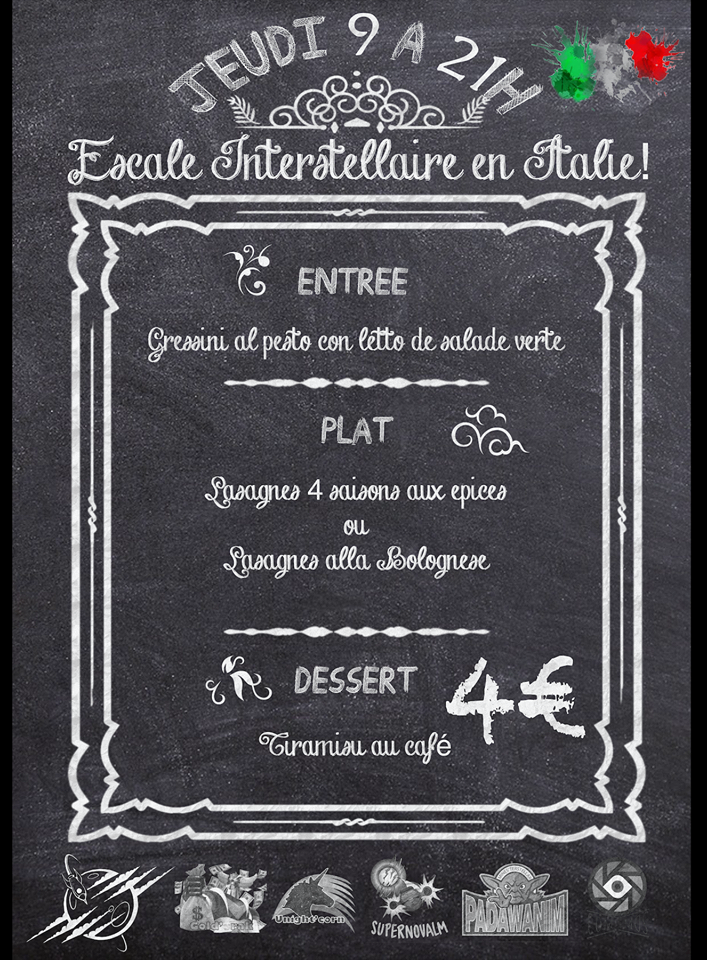 JEUDI 9 A 21H
Escale Interstellaire en Italie!
ENTREE
Gressini al pesto con létto de salade verte
PLAT
Lasagnes 4 saisons aux epices
ou
Lasagnes alla Bolognese
DESSERT
4€
Tiramisu au café
$
Unight'corn
SUPERNOVALM
PADAWANIM